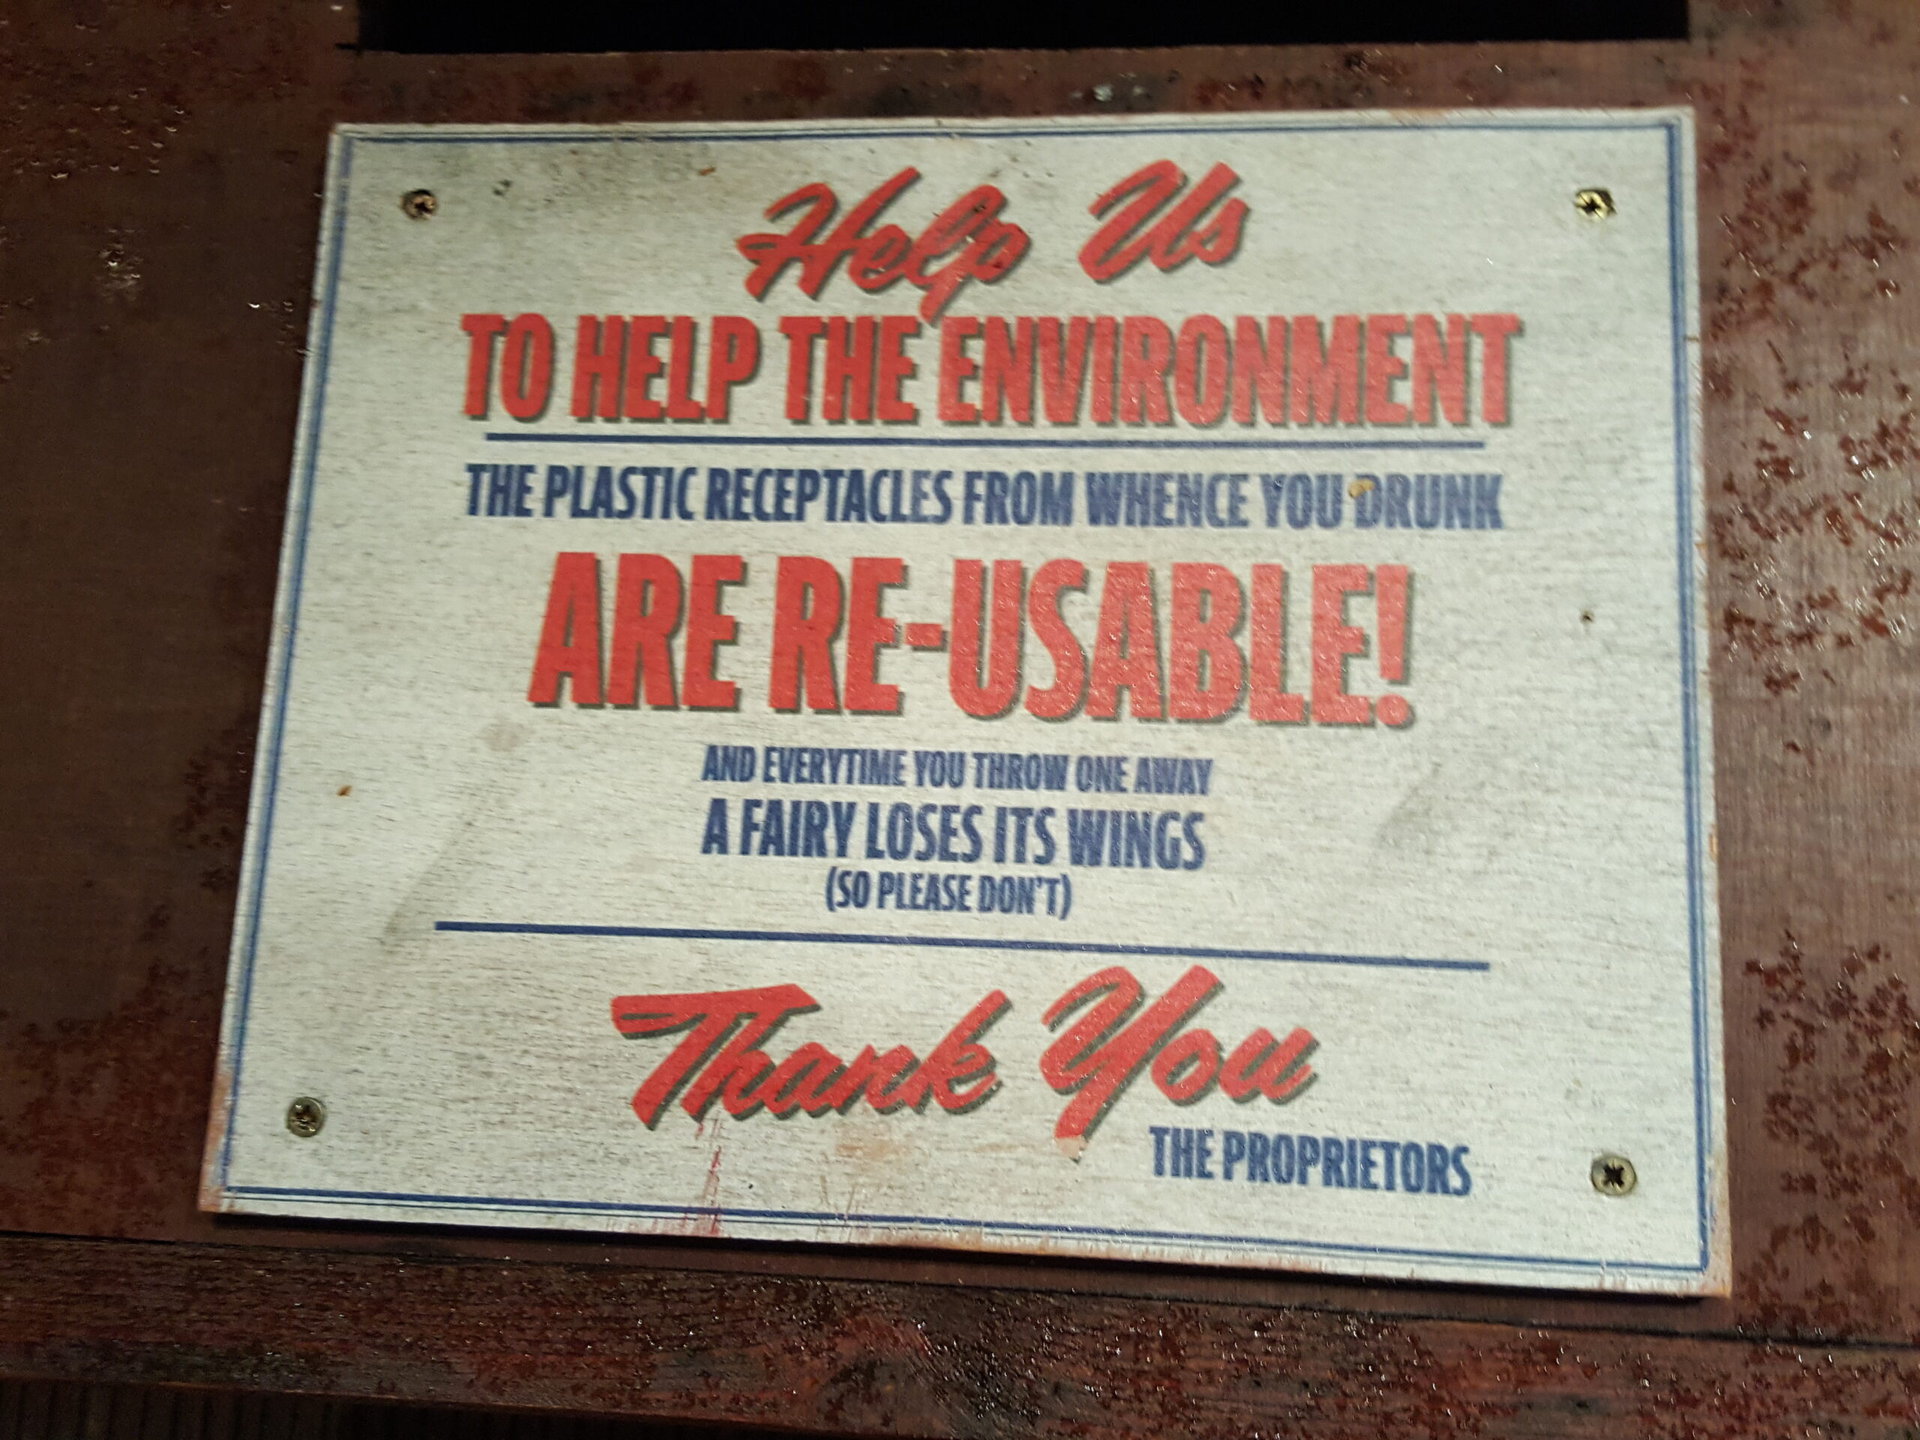 Help Us
TO HELP THE ENVIRONMENT
THE PLASTIC RECEPTACLES FROM WHENCE YOU DRUNK
ARE RE-USABLE!
AND EVERYTIME YOU THROW ONE AWAY
A FAIRY LOSES ITS WINGS
(SO PLEASE DON'T)
Thank You
THE PROPRIETORS